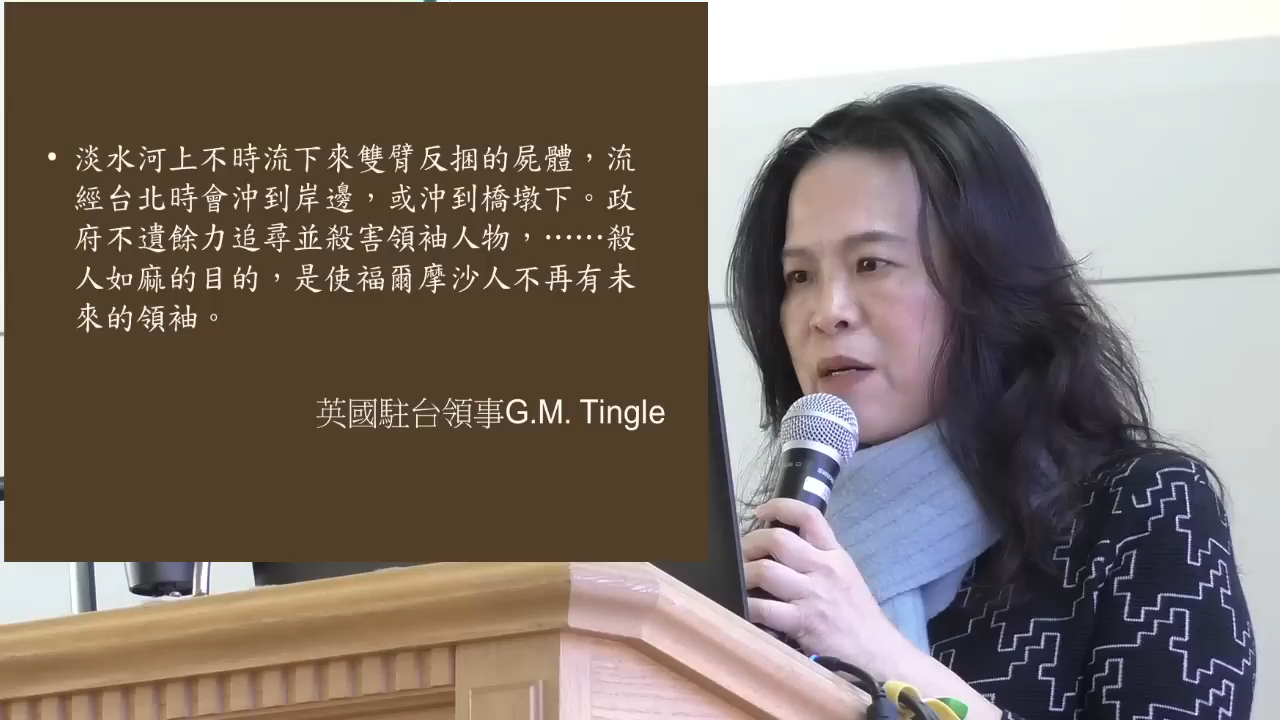 • 淡水河上不時流下來雙臂反捆的屍體，流
經台北時會沖到岸邊，或沖到橋墩下。政
府不遺餘力追尋並殺害領袖人物，……殺
人如麻的目的，是使福爾摩沙人不再有未
來的領袖。
英國駐台領事G.M. Tingle